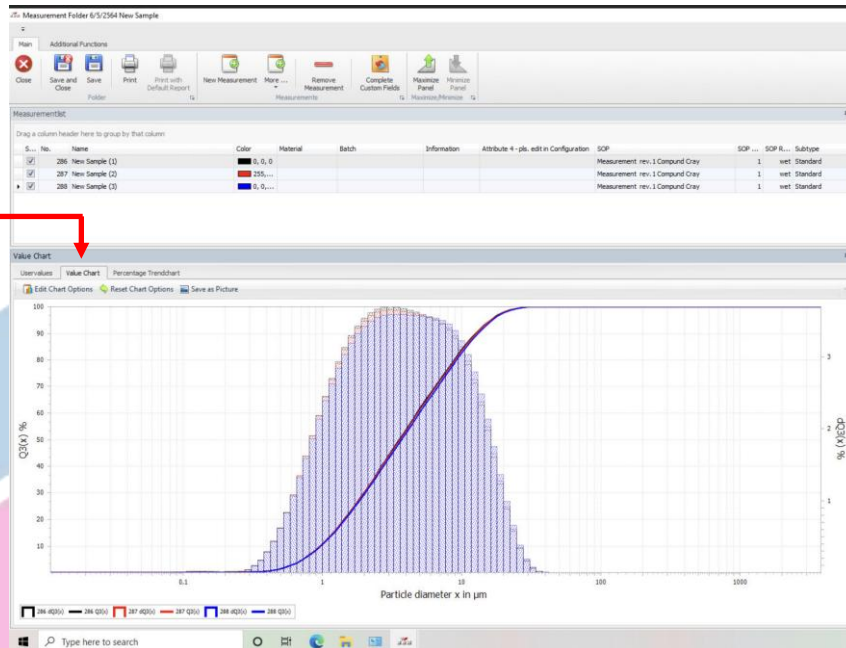 Measurement Folder 6/5/2564 New Sample
Main Additional Functions
Close Save and Close Save Print Print with Default Report New Measurement More ... Remove Measurement Complete Custom Fields Maximize Panel Minimize Panel
Folder Measurements Maximize/Minimize
Measurementlist
Drag a column header here to group by that column
S... No. Name Color Material Batch Information Attribute 4 - pls. edit in Configuration SOP SOP ... SOP R... Subtype
286 New Sample (1) 0, 0, 0 Measurement rev. 1 Compund Cray 1 wet Standard
287 New Sample (2) 255,... Measurement rev. 1 Compund Cray 1 wet Standard
288 New Sample (3) 0, 0,... Measurement rev. 1 Compund Cray 1 wet Standard
Value Chart
Uservalues Value Chart Percentage Trendchart
Edit Chart Options Reset Chart Options Save as Picture
100
90
80
70
60
50
40
30
20
10
Q3(x) %
3
2
1
dQ3(x) %
0.1 1 10 100 1000
Particle diameter x in µm
286 dQ3(x) 286 Q3(x) 287 dQ3(x) 287 Q3(x) 288 dQ3(x) 288 Q3(x)
Type here to search